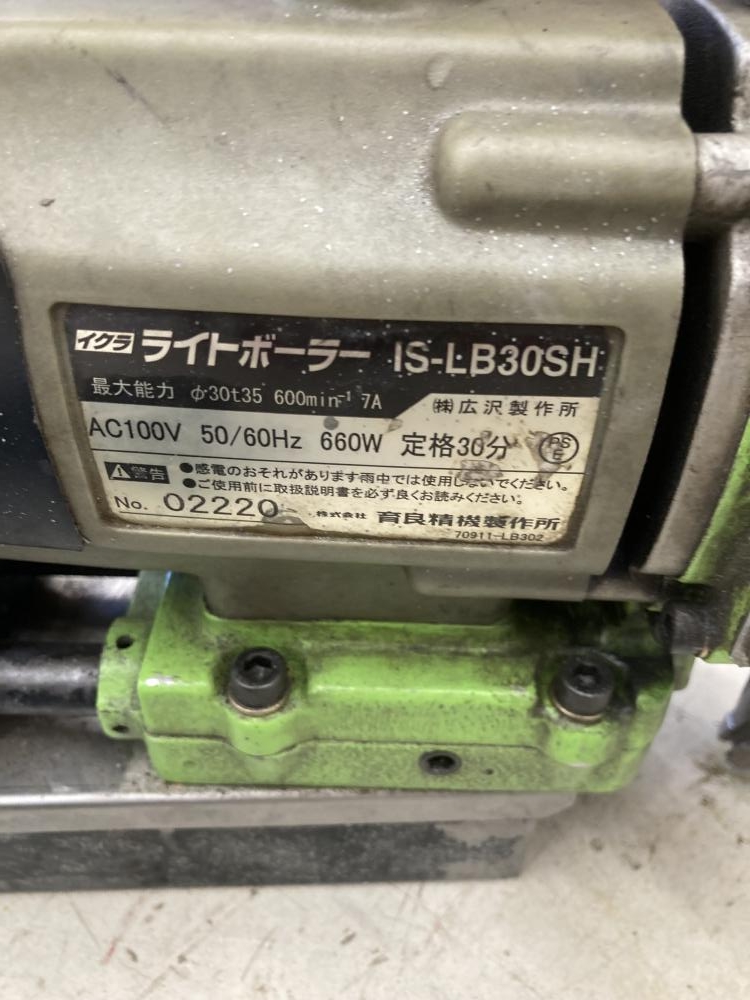 イクラ ライトボーラー IS-LB30SH
最大能力 φ30t35 600min⁻¹ 7A
㈱広沢製作所
AC100V 50/60Hz 660W 定格30分 PSE
警告 ●感電のおそれがあります雨中では使用しないでください。
●ご使用前に取扱説明書を必ず良くお読みください。
No. 02220 株式会社 育良精機製作所
70911-LB302